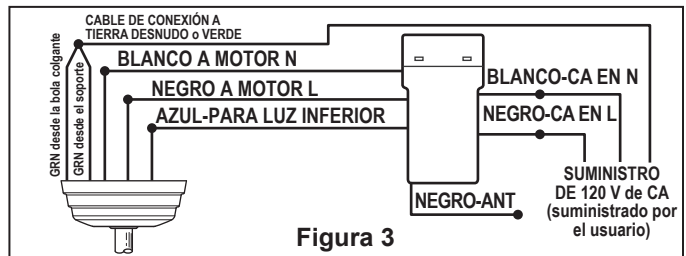 CABLE DE CONEXIÓN A
TIERRA DESNUDO o VERDE
GRN desde la bola colgante
GRN desde el soporte
BLANCO A MOTOR N
NEGRO A MOTOR L
AZUL-PARA LUZ INFERIOR
BLANCO-CA EN N
NEGRO-CA EN L
NEGRO-ANT
SUMINISTRO
DE 120 V de CA
(suministrado por
el usuario)
Figura 3